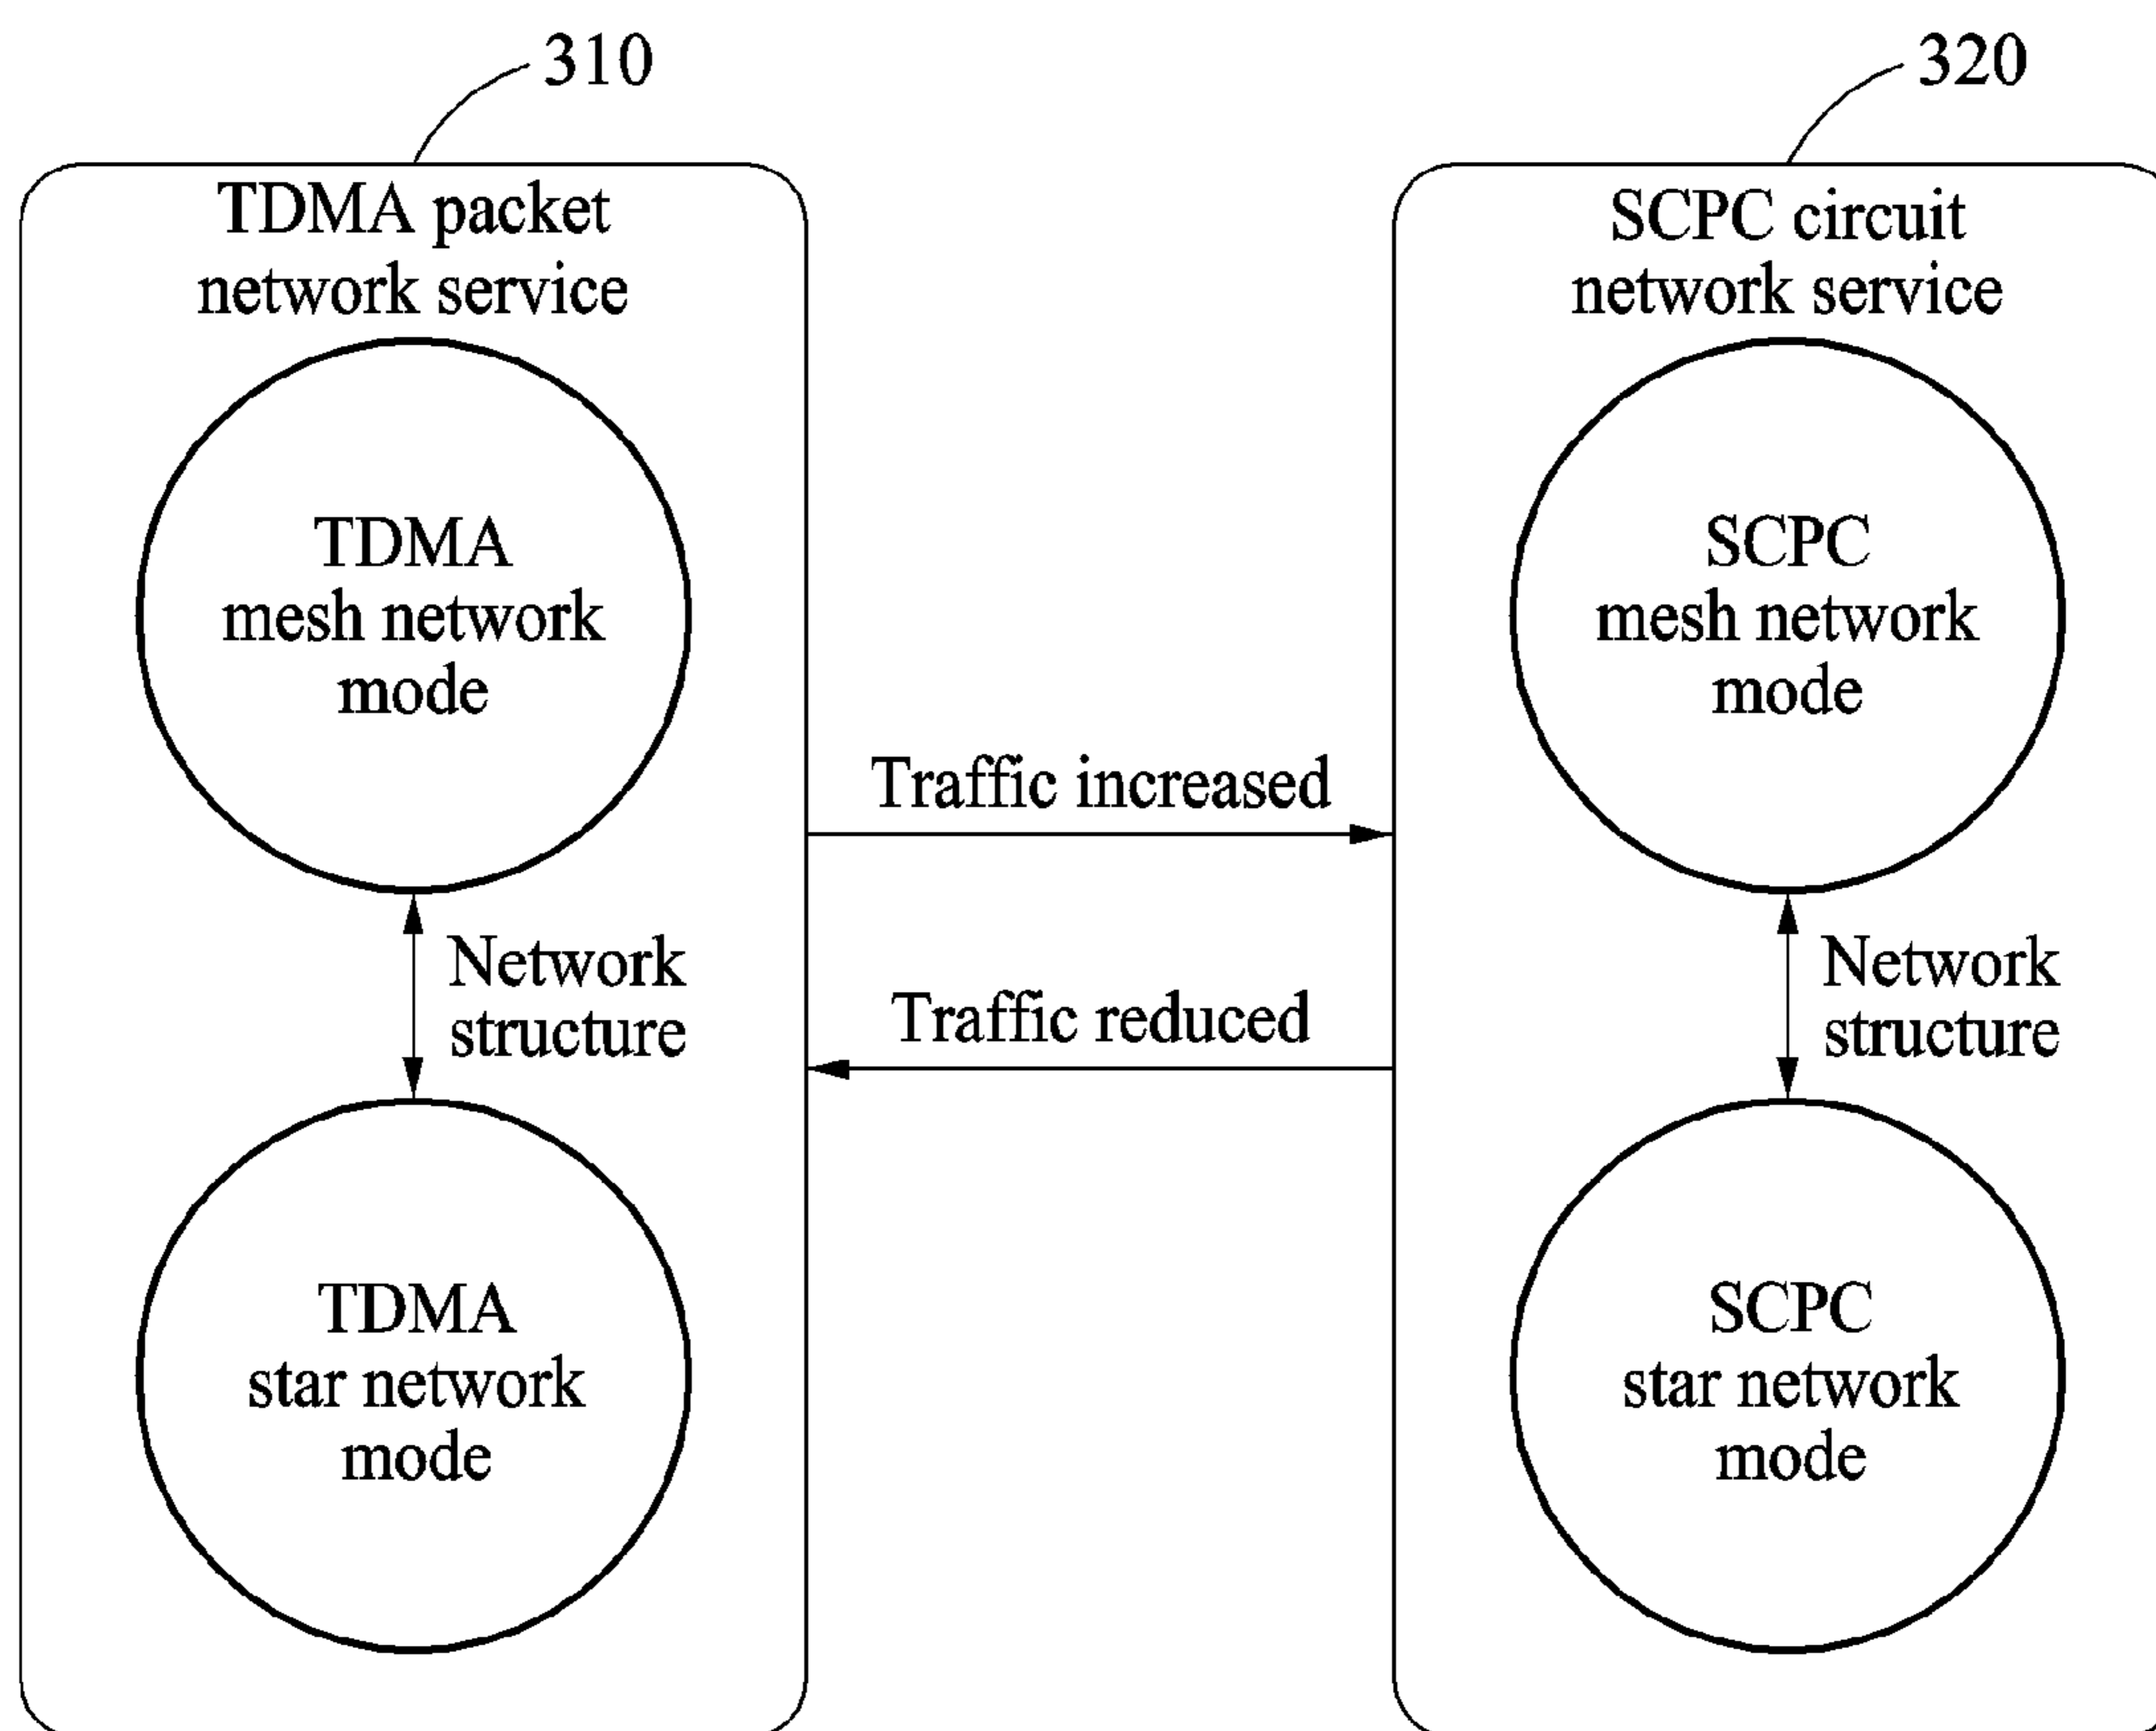 310
TDMA packet
network service
TDMA
mesh network
mode
Network
structure
TDMA
star network
mode
Traffic increased
Traffic reduced
320
SCPC circuit
network service
SCPC
mesh network
mode
Network
structure
SCPC
star network
mode